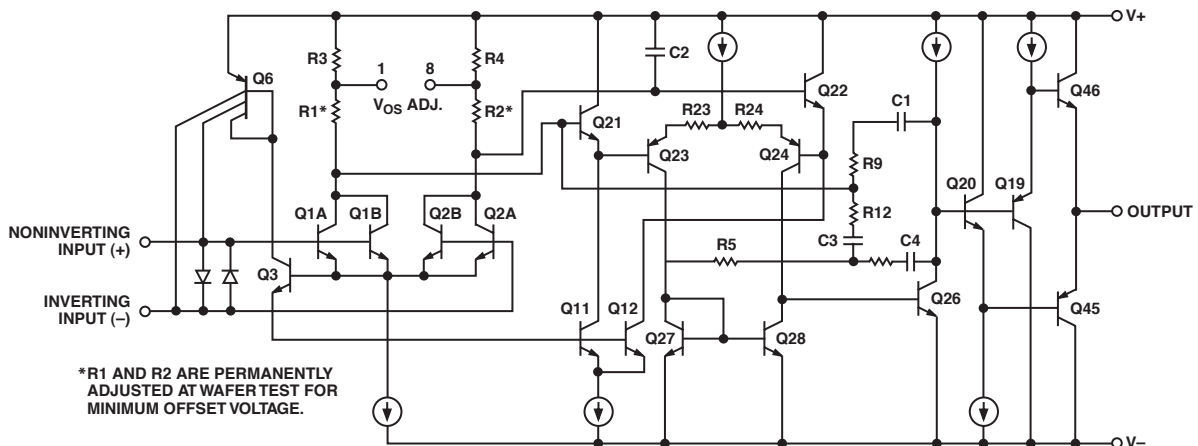 V+
R3
1
8
R4
C2
Q6
R1*
VOS ADJ.
R2*
Q21
R23
R24
Q22
C1
Q46
Q23
Q24
R9
Q1A
Q1B
Q2B
Q2A
R12
Q20
Q19
NONINVERTING
INPUT (+)
OUTPUT
Q3
R5
C3
C4
INVERTING
INPUT (–)
Q11
Q12
Q27
Q28
Q26
Q45
*R1 AND R2 ARE PERMANENTLY
ADJUSTED AT WAFER TEST FOR
MINIMUM OFFSET VOLTAGE.
V–